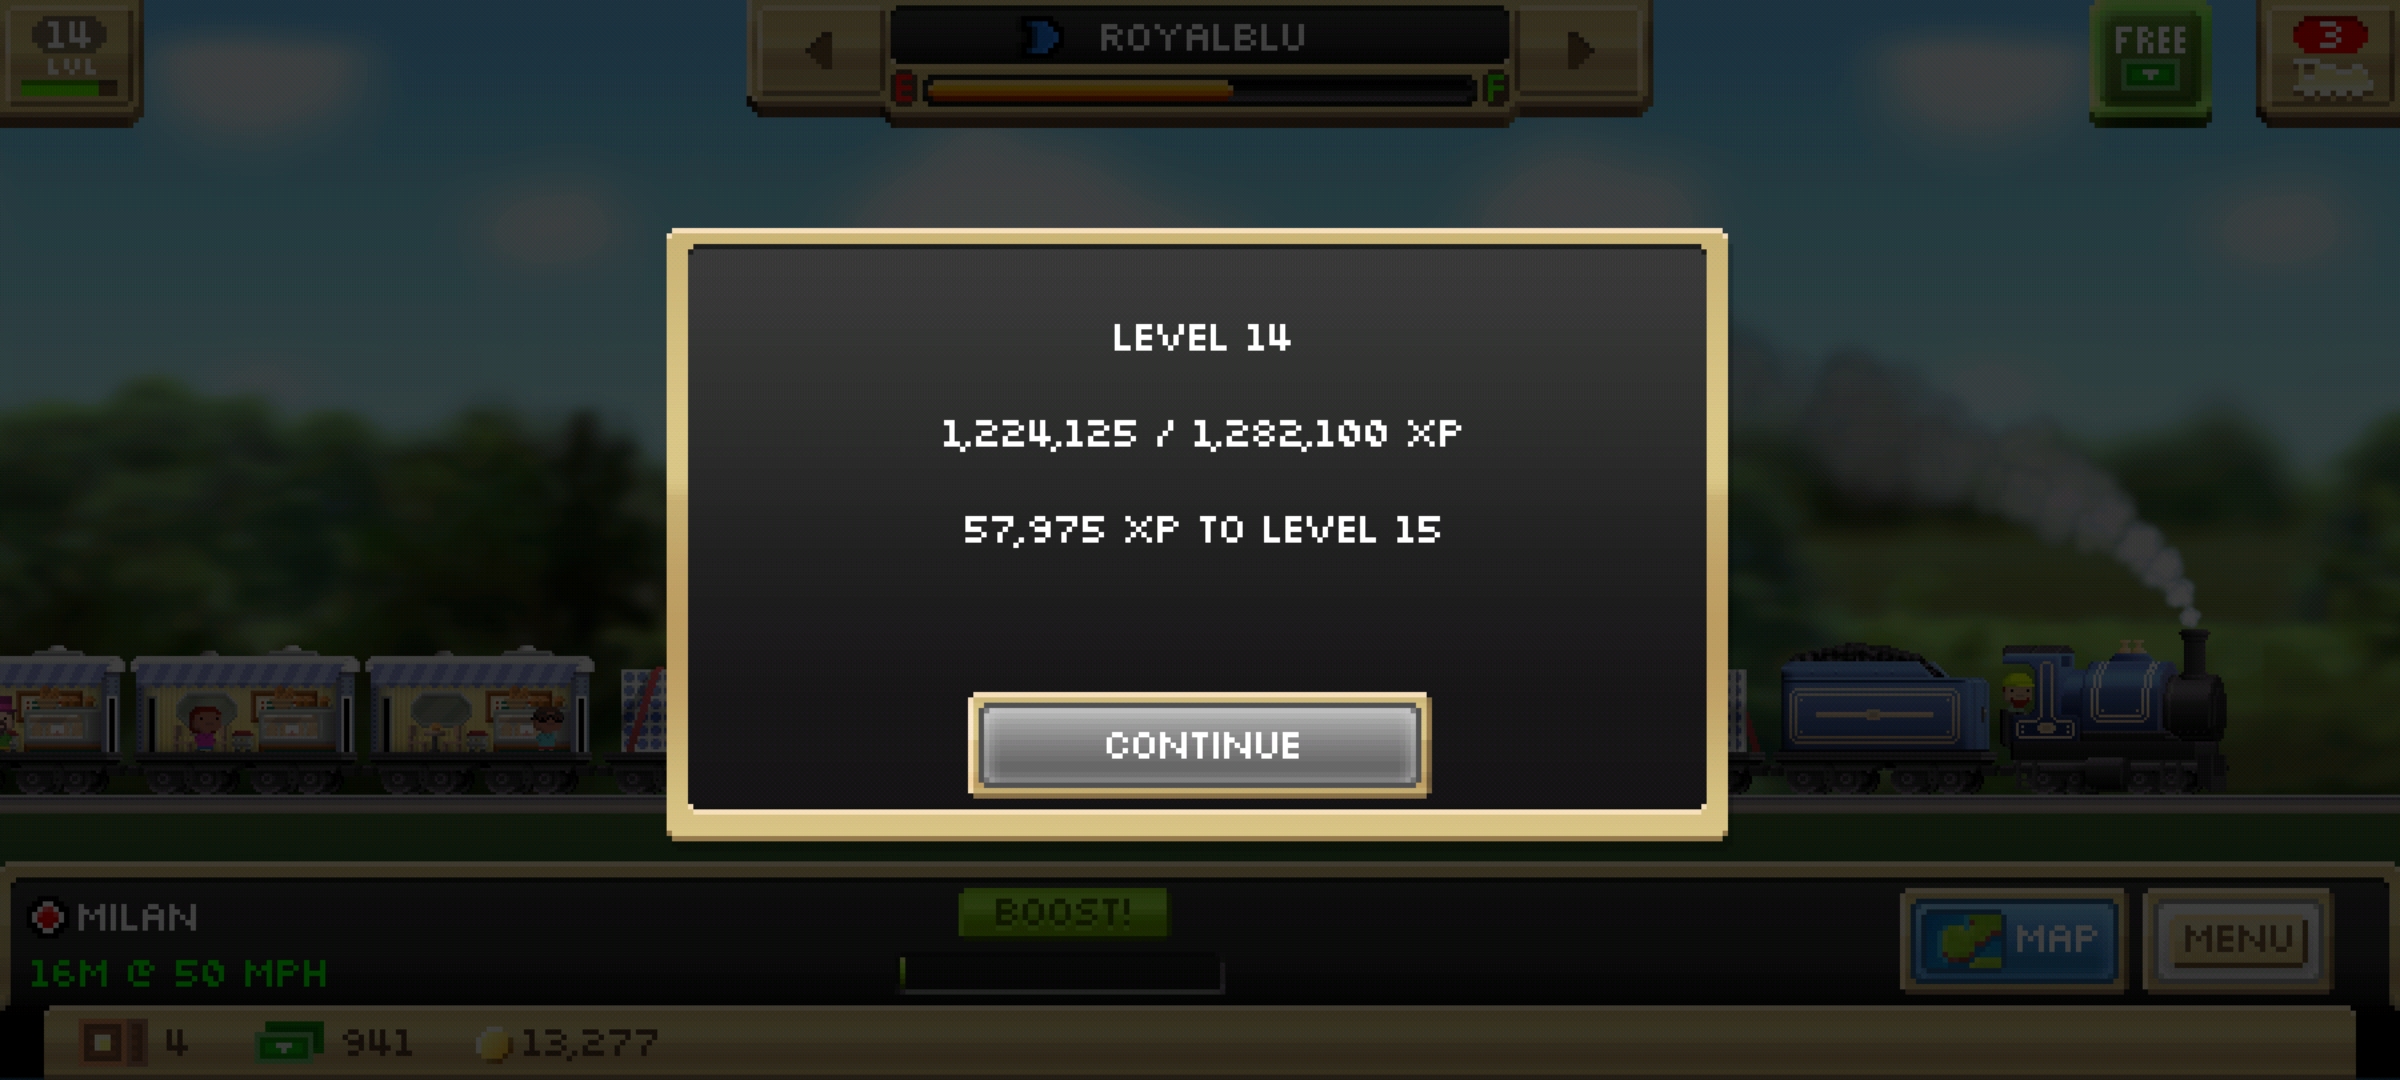 14
LVL
ROYALBLU
E
F
FREE
3
LEVEL 14
1,224,125 / 1,282,100 XP
57,975 XP TO LEVEL 15
CONTINUE
MILAN
16M @ 50 MPH
BOOST!
MAP
MENU
4
941
13,277